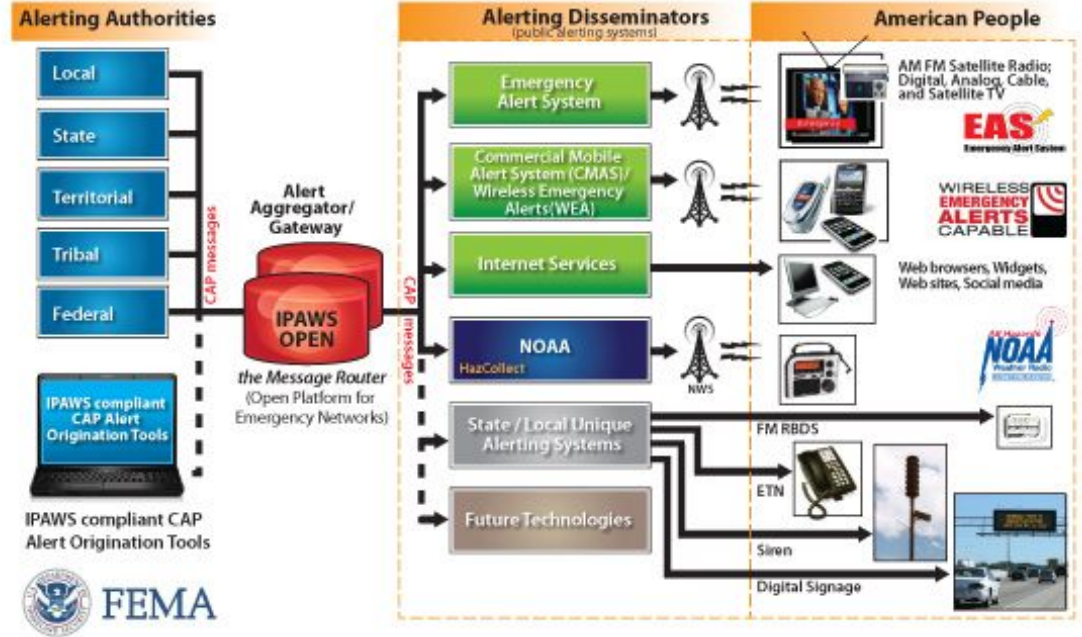 Alerting Authorities
Local
State
Territorial
Tribal
Federal
CAP messages
IPAWS compliant
CAP Alert
Origination Tools
IPAWS compliant CAP
Alert Origination Tools
FEMA
Alert
Aggregator/
Gateway
IPAWS
OPEN
the Message Router
(Open Platform for
Emergency Networks)
CAP messages
Alerting Disseminators
(public alerting systems)
Emergency
Alert System
Commercial Mobile
Alert System (CMAS)/
Wireless Emergency
Alerts(WEA)
Internet Services
NOAA
HazCollect
NWS
State / Local Unique
Alerting Systems
Future Technologies
FM RBDS
ETN
Siren
Digital Signage
American People
AM FM Satellite Radio;
Digital, Analog, Cable,
and Satellite TV
Emergency
EAS
Emergency Alert System
WIRELESS
EMERGENCY
ALERTS
CAPABLE
Web browsers, Widgets,
Web sites, Social media
All Hazards
NOAA
Weather Radio